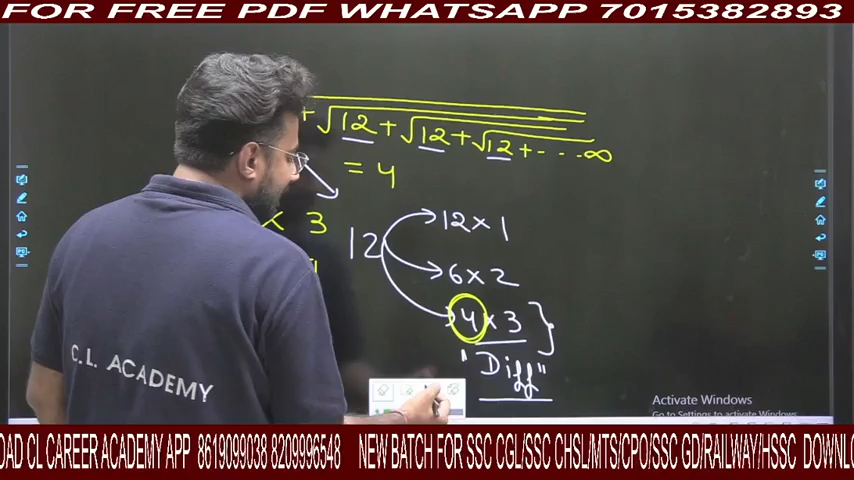 FOR FREE PDF WHATSAPP 7015382893
+√12+√12+√12+...∞
= 4
× 3
12
12×1
6×2
4×3
"Diff"
C.L. ACADEMY
Activate Windows
Go to Settings to activate Windows.
OAD CL CAREER ACADEMY APP 8619099038 8209996548 NEW BATCH FOR SSC CGL/SSC CHSL/MTS/CPO/SSC GD/RAILWAY/HSSC DOWNLO